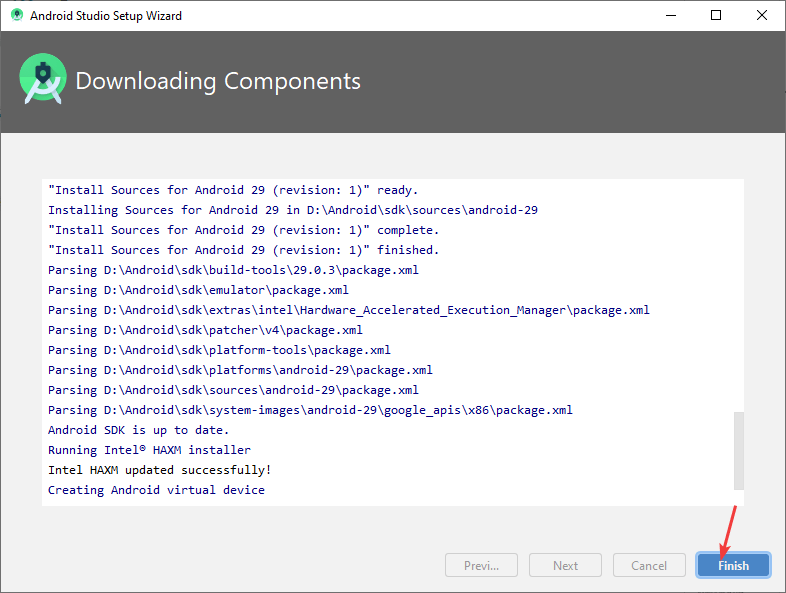 Android Studio Setup Wizard
Downloading Components
"Install Sources for Android 29 (revision: 1)" ready.
Installing Sources for Android 29 in D:\Android\sdk\sources\android-29
"Install Sources for Android 29 (revision: 1)" complete.
"Install Sources for Android 29 (revision: 1)" finished.
Parsing D:\Android\sdk\build-tools\29.0.3\package.xml
Parsing D:\Android\sdk\emulator\package.xml
Parsing D:\Android\sdk\extras\intel\Hardware_Accelerated_Execution_Manager\package.xml
Parsing D:\Android\sdk\patcher\v4\package.xml
Parsing D:\Android\sdk\platform-tools\package.xml
Parsing D:\Android\sdk\platforms\android-29\package.xml
Parsing D:\Android\sdk\sources\android-29\package.xml
Parsing D:\Android\sdk\system-images\android-29\google_apis\x86\package.xml
Android SDK is up to date.
Running Intel® HAXM installer
Intel HAXM updated successfully!
Creating Android virtual device
Previ... Next Cancel Finish